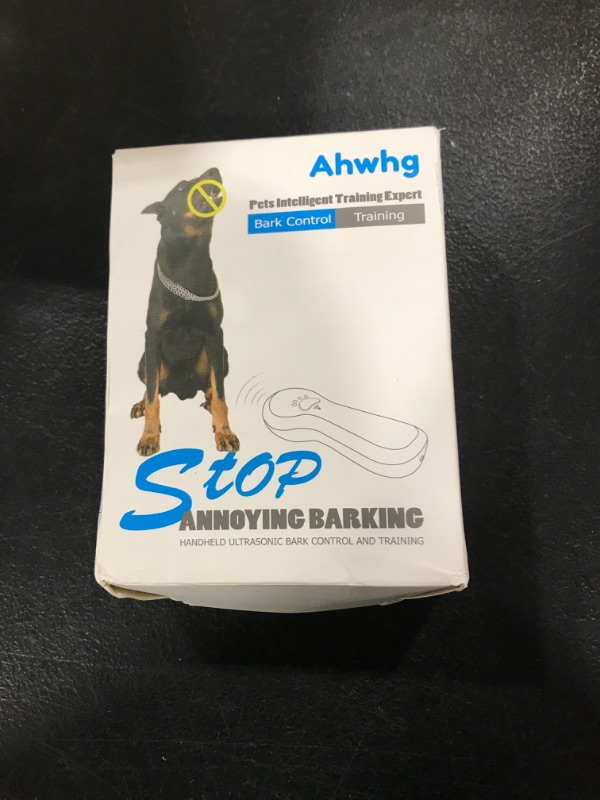 Ahwhg
Pets Intelligent Training Expert
Bark Control Training
StOP
ANNOYING BARKING
HANDHELD ULTRASONIC BARK CONTROL AND TRAINING